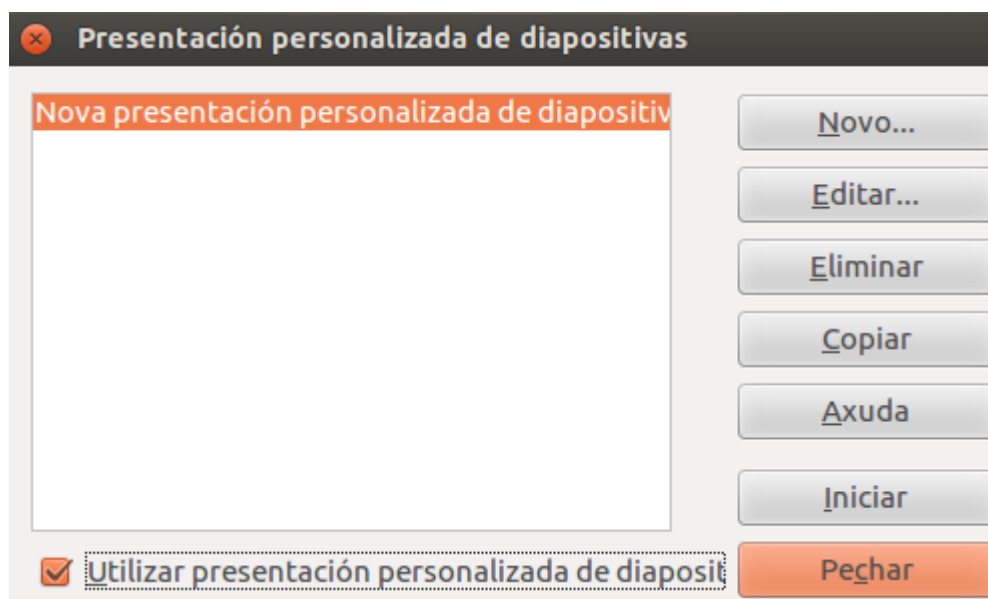 Presentación personalizada de diapositivas
Nova presentación personalizada de diapositiv
Novo...
Editar...
Eliminar
Copiar
Axuda
Iniciar
Utilizar presentación personalizada de diaposit
Pechar